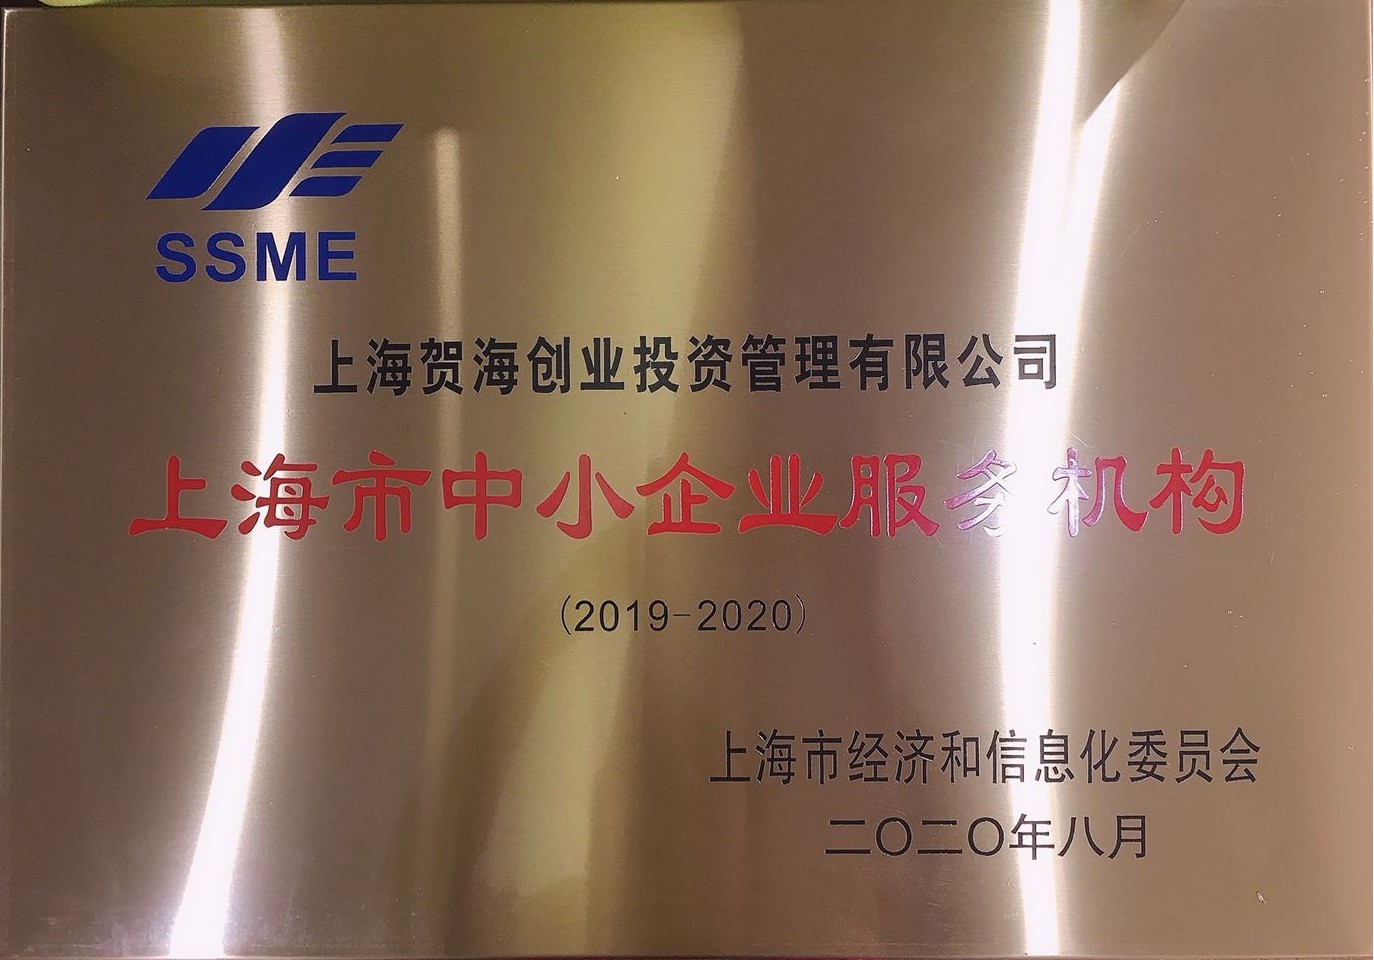 SSME
上海贺海创业投资管理有限公司
上海市中小企业服务机构
(2019-2020)
上海市经济和信息化委员会
二〇二〇年八月